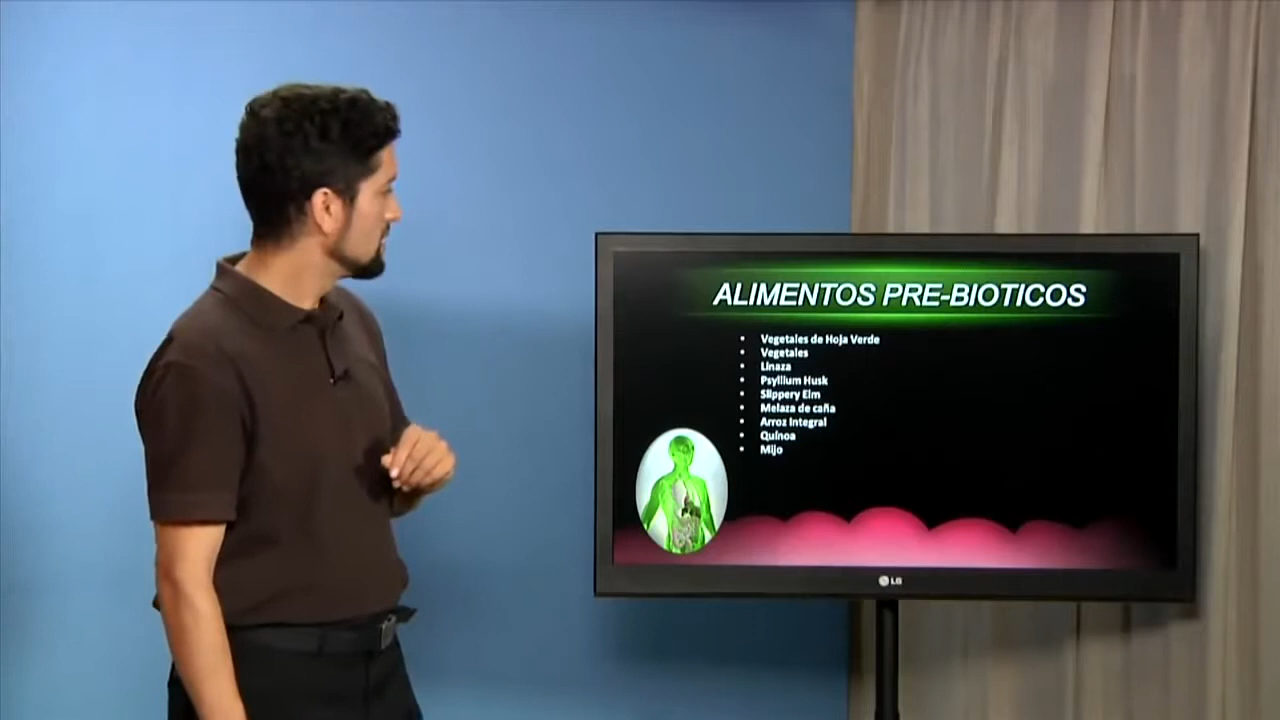 ALIMENTOS PRE-BIOTICOS
Vegetales de Hoja Verde
Vegetales
Linaza
Psyllium Husk
Slippery Elm
Melaza de caña
Arroz Integral
Quinoa
Mijo
LG